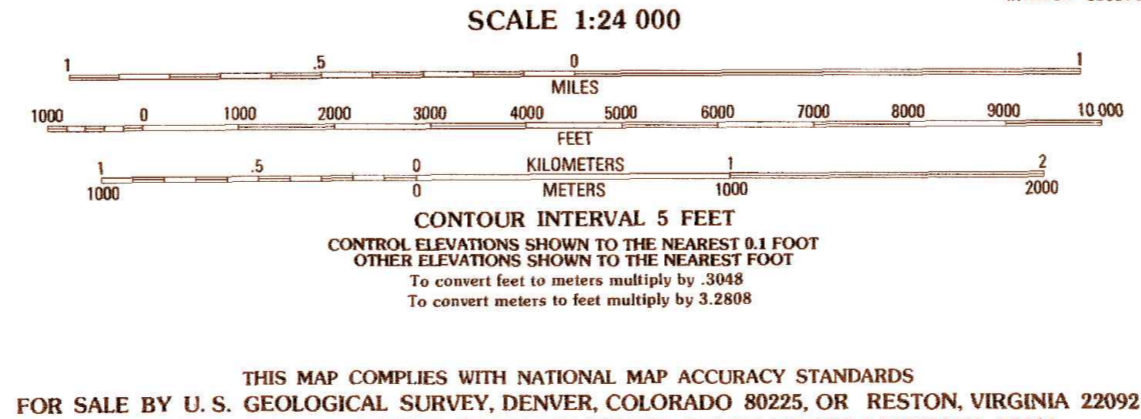 SCALE 1:24 000
1 .5 0 1
MILES
1000 0 1000 2000 3000 4000 5000 6000 7000 8000 9000 10 000
FEET
1 .5 0 KILOMETERS 1 2
1000 0 METERS 1000 2000
CONTOUR INTERVAL 5 FEET
CONTROL ELEVATIONS SHOWN TO THE NEAREST 0.1 FOOT
OTHER ELEVATIONS SHOWN TO THE NEAREST FOOT
To convert feet to meters multiply by .3048
To convert meters to feet multiply by 3.2808
THIS MAP COMPLIES WITH NATIONAL MAP ACCURACY STANDARDS
FOR SALE BY U. S. GEOLOGICAL SURVEY, DENVER, COLORADO 80225, OR RESTON, VIRGINIA 22092